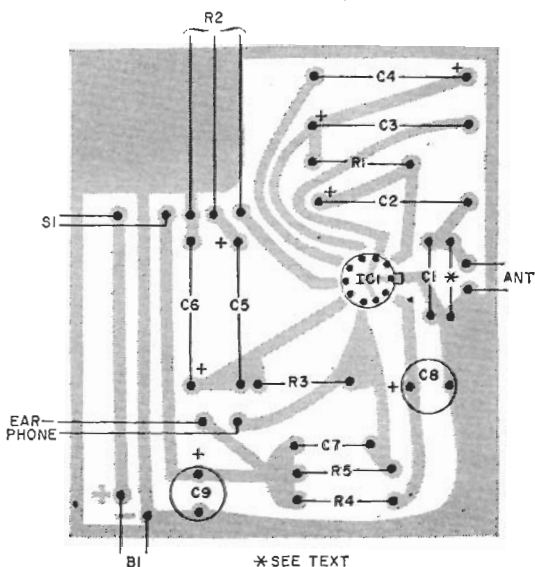 R2
C4
+
+
C3
R1
+
C2
S1
+
IC1
C1
*
ANT
C6
C5
+
R3
+
C8
EAR-
PHONE
C7
+
R5
C9
R4
+
-
B1
*SEE TEXT